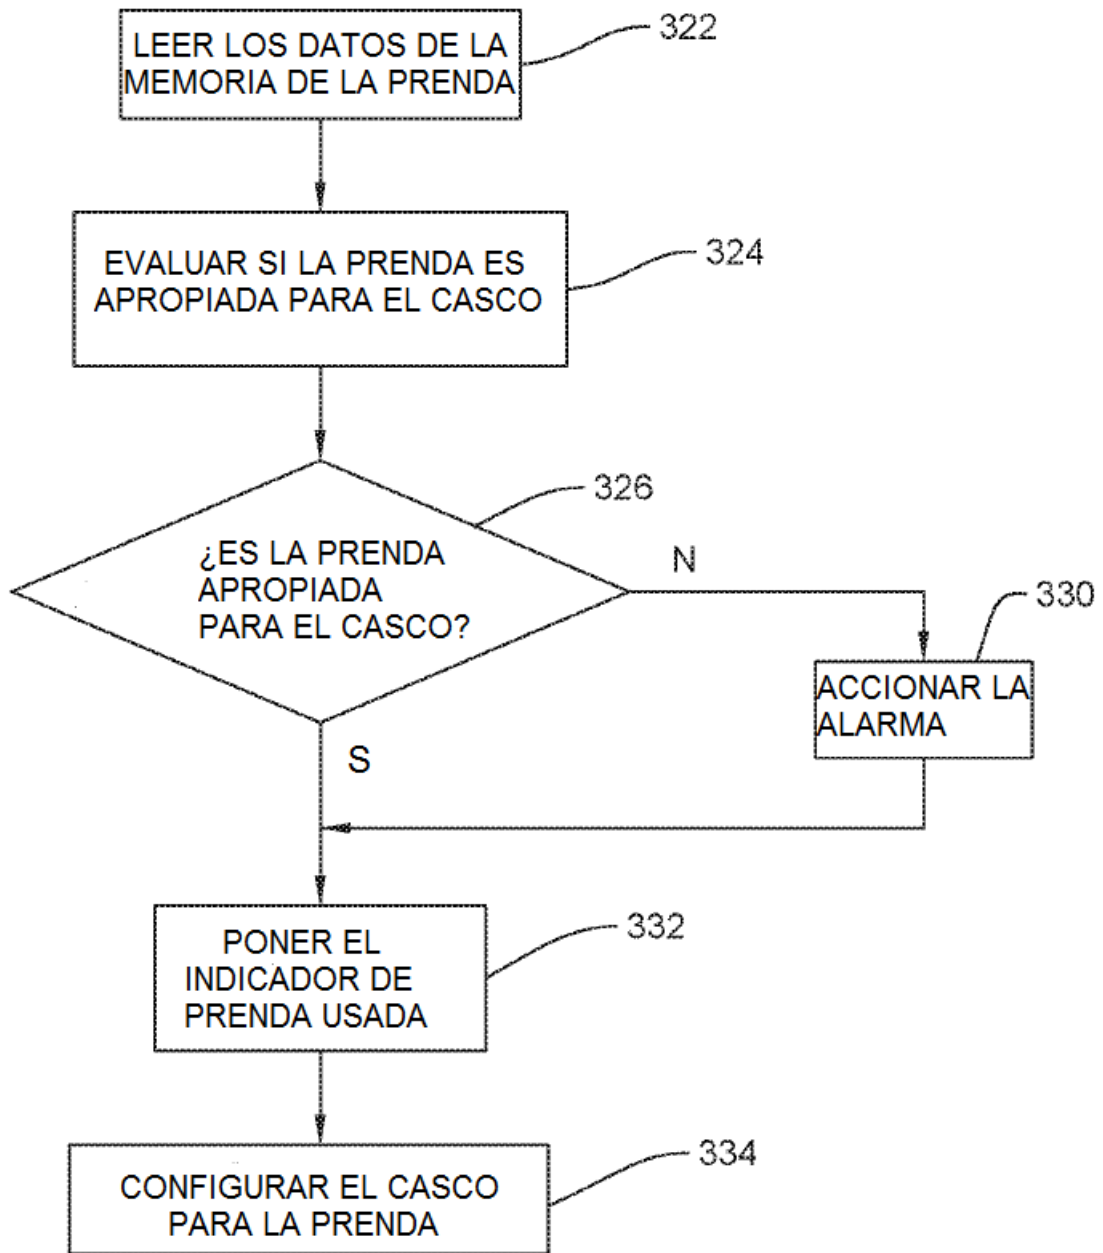 LEER LOS DATOS DE LA
MEMORIA DE LA PRENDA
322
EVALUAR SI LA PRENDA ES
APROPIADA PARA EL CASCO
324
326
¿ES LA PRENDA
APROPIADA
PARA EL CASCO?
N
330
ACCIONAR LA
ALARMA
S
PONER EL
INDICADOR DE
PRENDA USADA
332
334
CONFIGURAR EL CASCO
PARA LA PRENDA